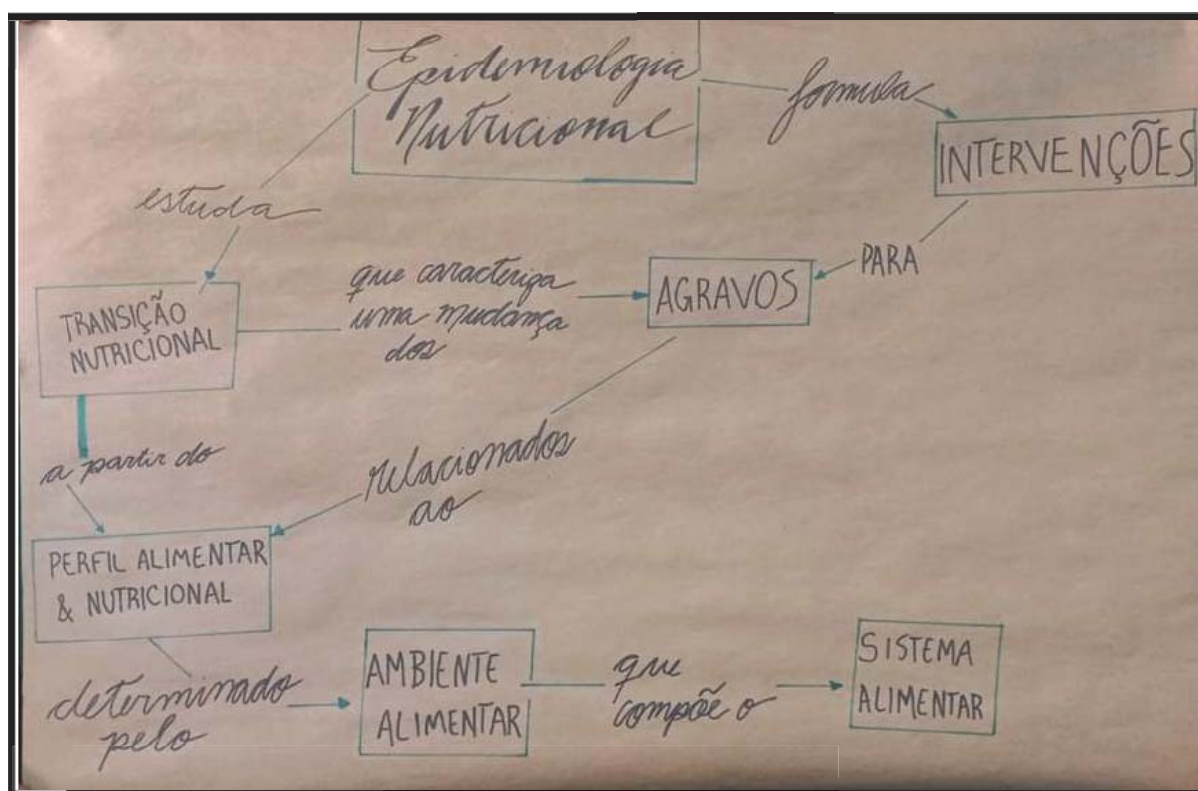 Epidemiologia
Nutricional
formula
INTERVENÇÕES
estuda
PARA
que caracteriza
uma mudança
dos
AGRAVOS
TRANSIÇÃO
NUTRICIONAL
a partir do
relacionados
ao
PERFIL ALIMENTAR
& NUTRICIONAL
determinado
pelo
AMBIENTE
ALIMENTAR
que
compõe o
SISTEMA
ALIMENTAR